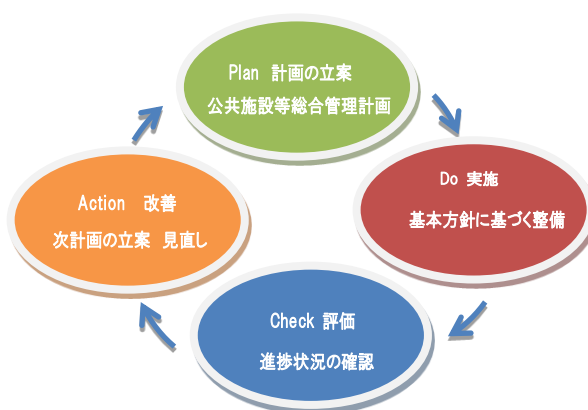 Plan 計画の立案
公共施設等総合管理計画
Do 実施
基本方針に基づく整備
Check 評価
進捗状況の確認
Action 改善
次計画の立案 見直し